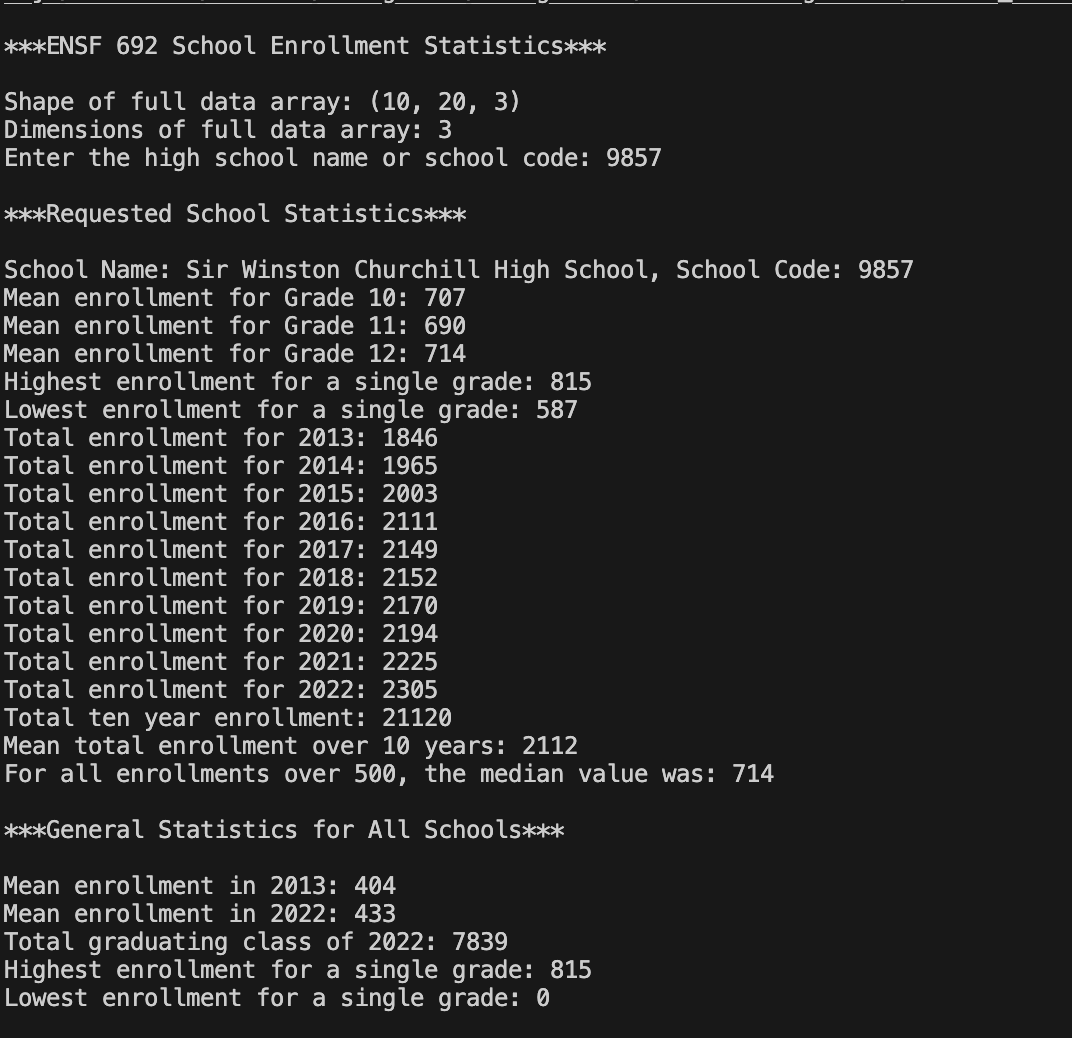 ***ENSF 692 School Enrollment Statistics***
Shape of full data array: (10, 20, 3)
Dimensions of full data array: 3
Enter the high school name or school code: 9857
***Requested School Statistics***
School Name: Sir Winston Churchill High School, School Code: 9857
Mean enrollment for Grade 10: 707
Mean enrollment for Grade 11: 690
Mean enrollment for Grade 12: 714
Highest enrollment for a single grade: 815
Lowest enrollment for a single grade: 587
Total enrollment for 2013: 1846
Total enrollment for 2014: 1965
Total enrollment for 2015: 2003
Total enrollment for 2016: 2111
Total enrollment for 2017: 2149
Total enrollment for 2018: 2152
Total enrollment for 2019: 2170
Total enrollment for 2020: 2194
Total enrollment for 2021: 2225
Total enrollment for 2022: 2305
Total ten year enrollment: 21120
Mean total enrollment over 10 years: 2112
For all enrollments over 500, the median value was: 714
***General Statistics for All Schools***
Mean enrollment in 2013: 404
Mean enrollment in 2022: 433
Total graduating class of 2022: 7839
Highest enrollment for a single grade: 815
Lowest enrollment for a single grade: 0